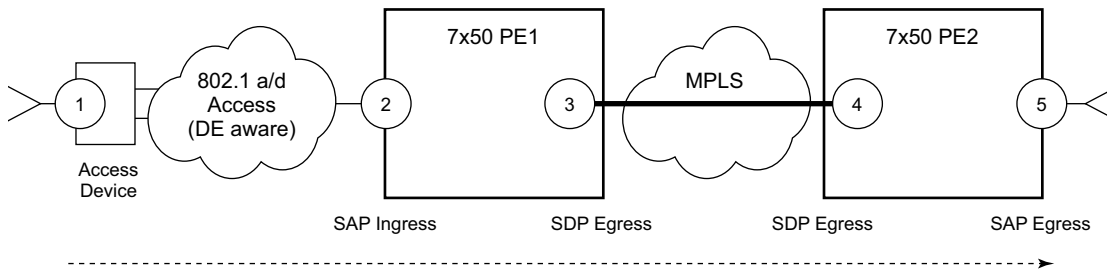 7x50 PE1
7x50 PE2
802.1 a/d
Access
(DE aware)
MPLS
1
2
3
4
5
Access
Device
SAP Ingress
SDP Egress
SDP Egress
SAP Egress